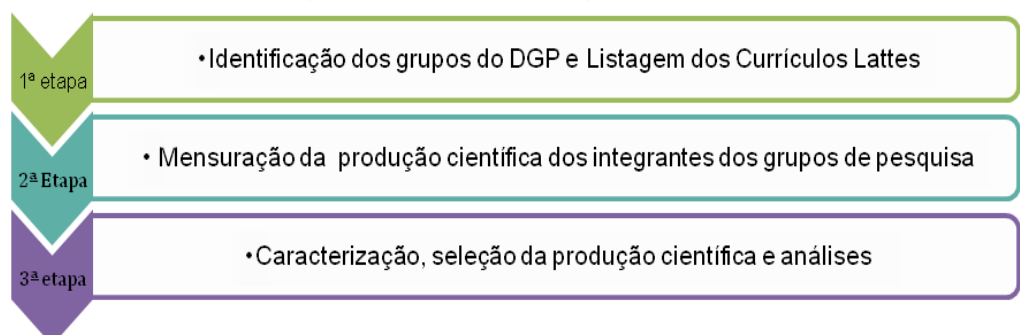 1ª etapa
•Identificação dos grupos do DGP e Listagem dos Currículos Lattes
2ª Etapa
• Mensuração da produção científica dos integrantes dos grupos de pesquisa
3ª etapa
•Caracterização, seleção da produção científica e análises